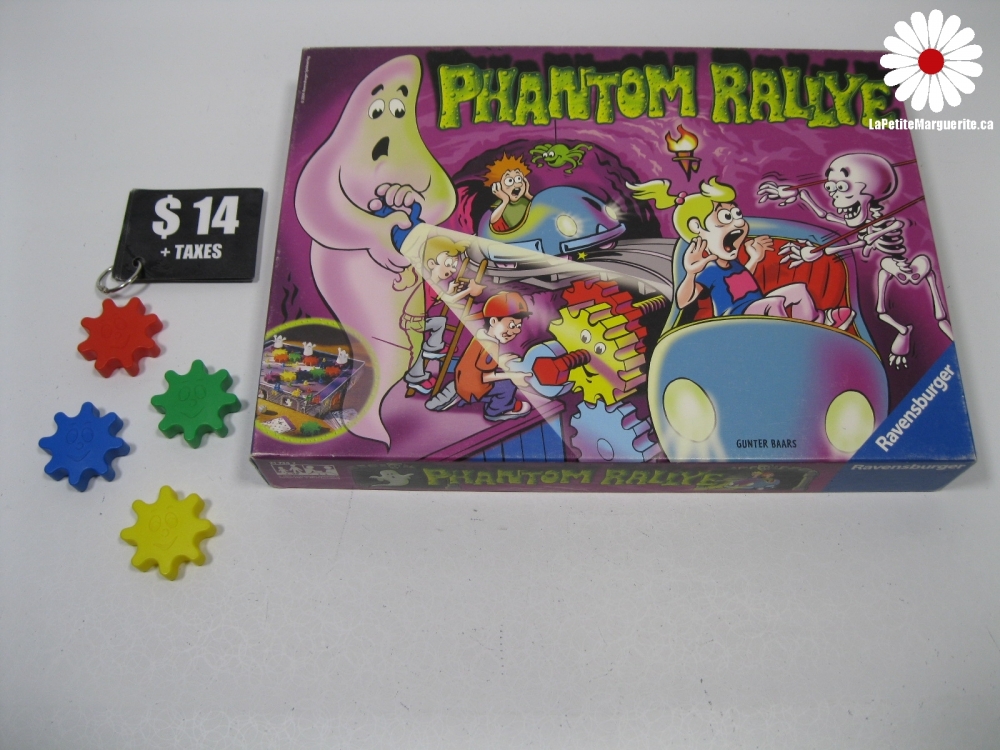 PHANTOM RALLYE
LaPetiteMarguerite.ca
$ 14
+ TAXES
GUNTER BAARS
Ravensburger
PHANTOM RALLYE
Ravensburger